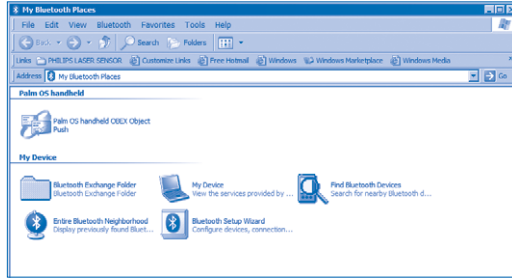 My Bluetooth Places
File Edit View Bluetooth Favorites Tools Help
Back Search Folders
Links PHILIPS LASER SENSOR Customize Links Free Hotmail Windows Windows Marketplace Windows Media
Address My Bluetooth Places Go
Palm OS handheld
Palm OS handheld OBEX Object
Push
My Device
Bluetooth Exchange Folder
Bluetooth Exchange Folder
My Device
View the services provided by ...
Find Bluetooth Devices
Search for nearby Bluetooth d...
Entire Bluetooth Neighborhood
Display previously found Bluet...
Bluetooth Setup Wizard
Configure devices, connection...